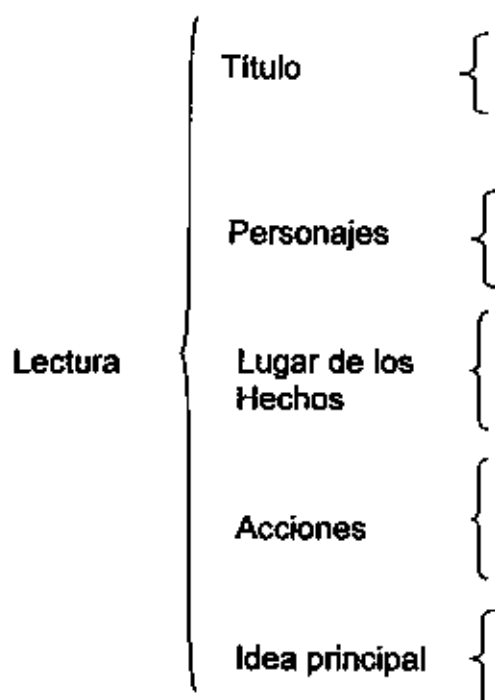 Título
Personajes
Lectura
Lugar de los
Hechos
Acciones
Idea principal